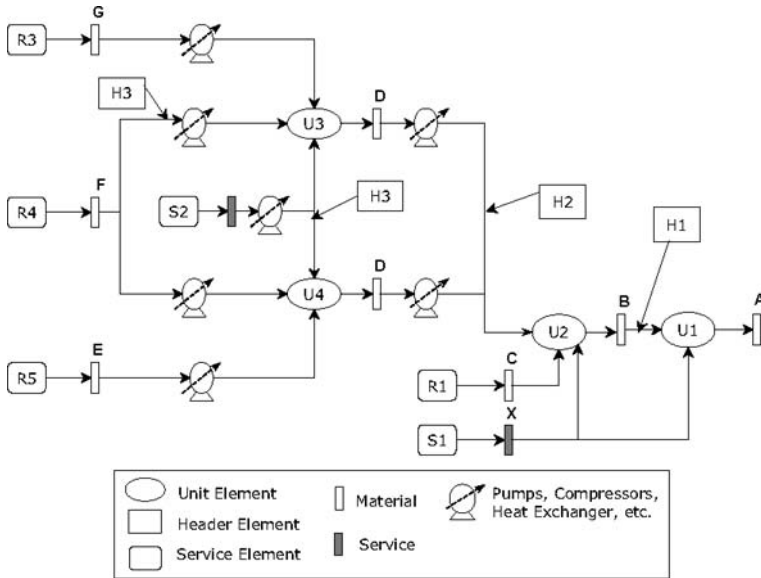 G
R3
H3
D
U3
F
R4
S2
H3
H2
H1
D
U4
B
A
U2
U1
E
R5
C
R1
X
S1
Unit Element
Header Element
Service Element
Material
Service
Pumps, Compressors,
Heat Exchanger, etc.